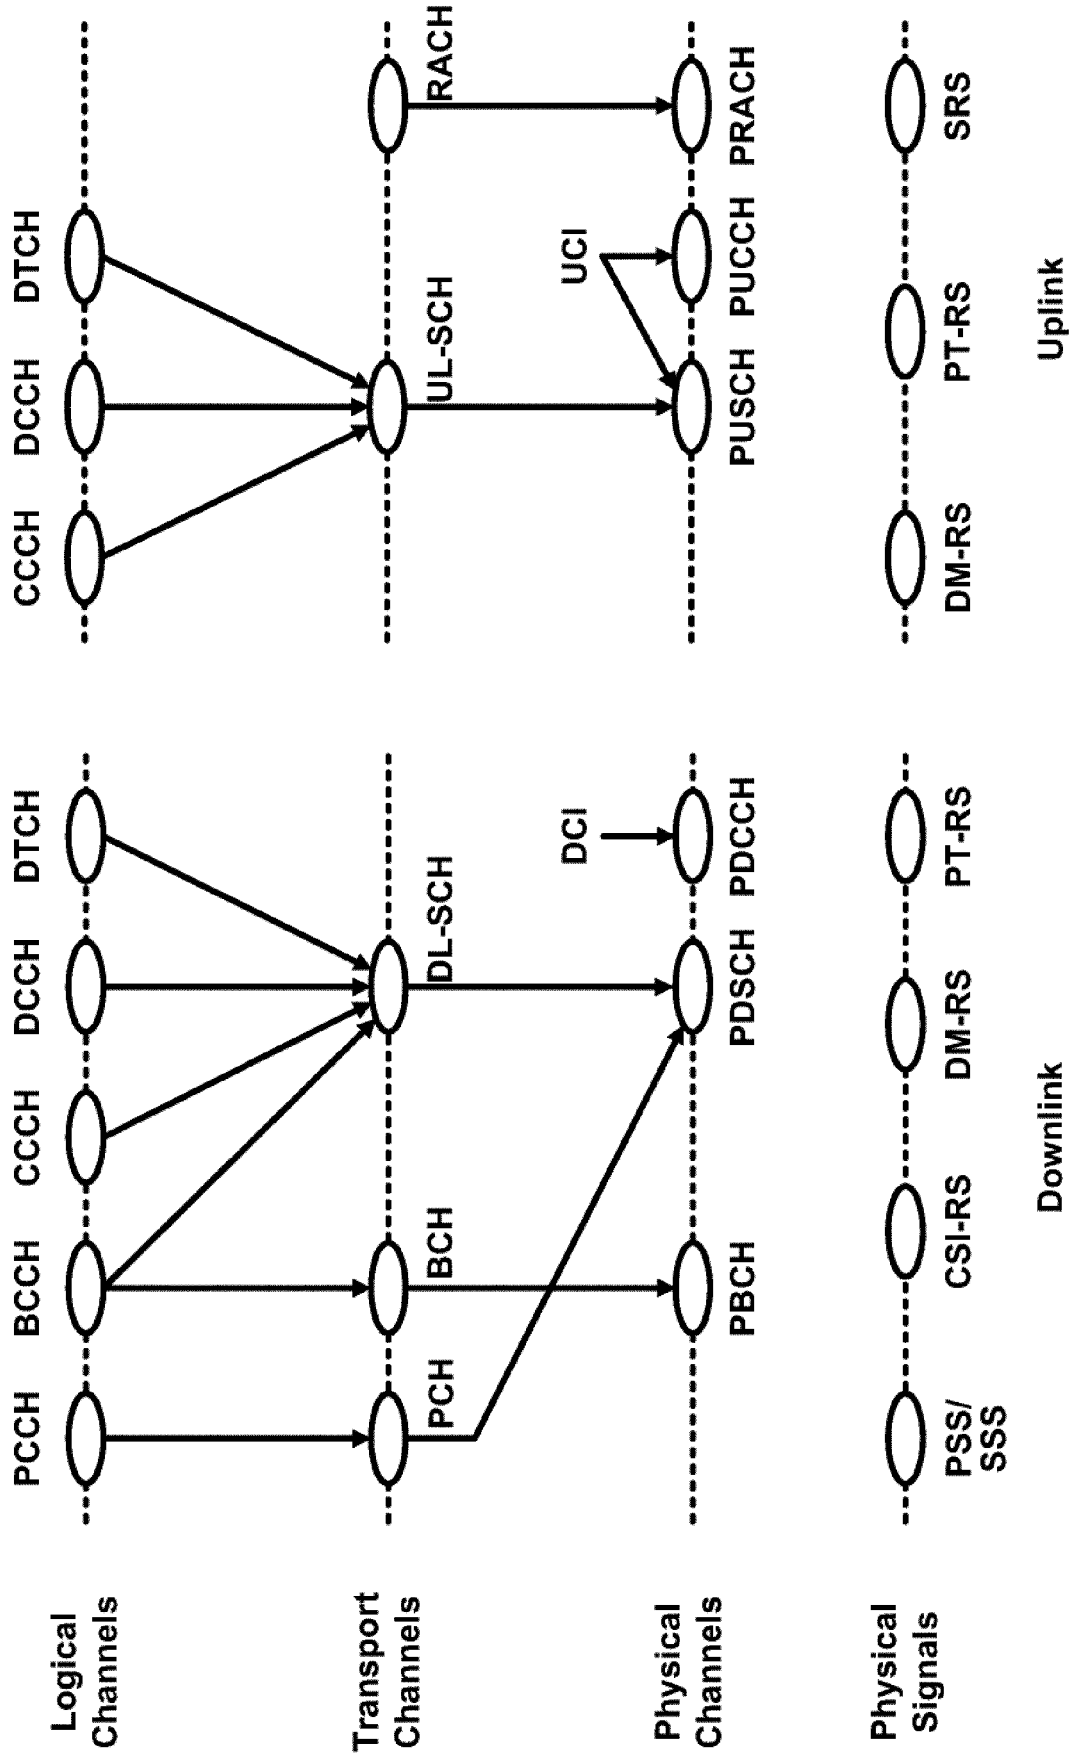 Logical
Channels
PCCH
BCCH
CCCH
DCCH
DTCH
CCCH
DCCH
DTCH
Transport
Channels
PCH
BCH
DL-SCH
UL-SCH
RACH
DCI
UCI
Physical
Channels
PBCH
PDSCH
PDCCH
PUSCH
PUCCH
PRACH
Physical
Signals
PSS/
SSS
CSI-RS
DM-RS
PT-RS
DM-RS
PT-RS
SRS
Downlink
Uplink